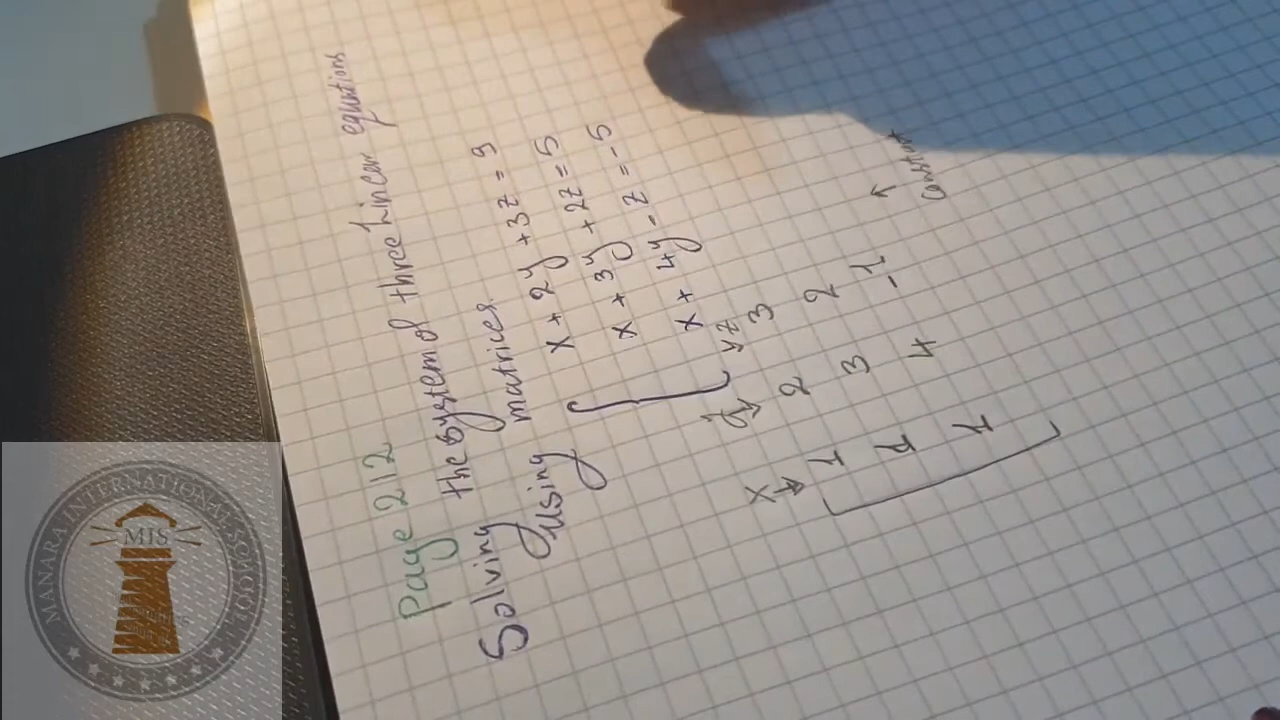 Page 212
Solving the system of three Linear equations
using matrices.
x + 2y + 3z = 9
x + 3y + 2z = 5
x + 4y - z = -5
x y z
1 2 3
1 3 2
1 4 -1
Constant
MANARA INTERNATIONAL SCHOOL
MIS